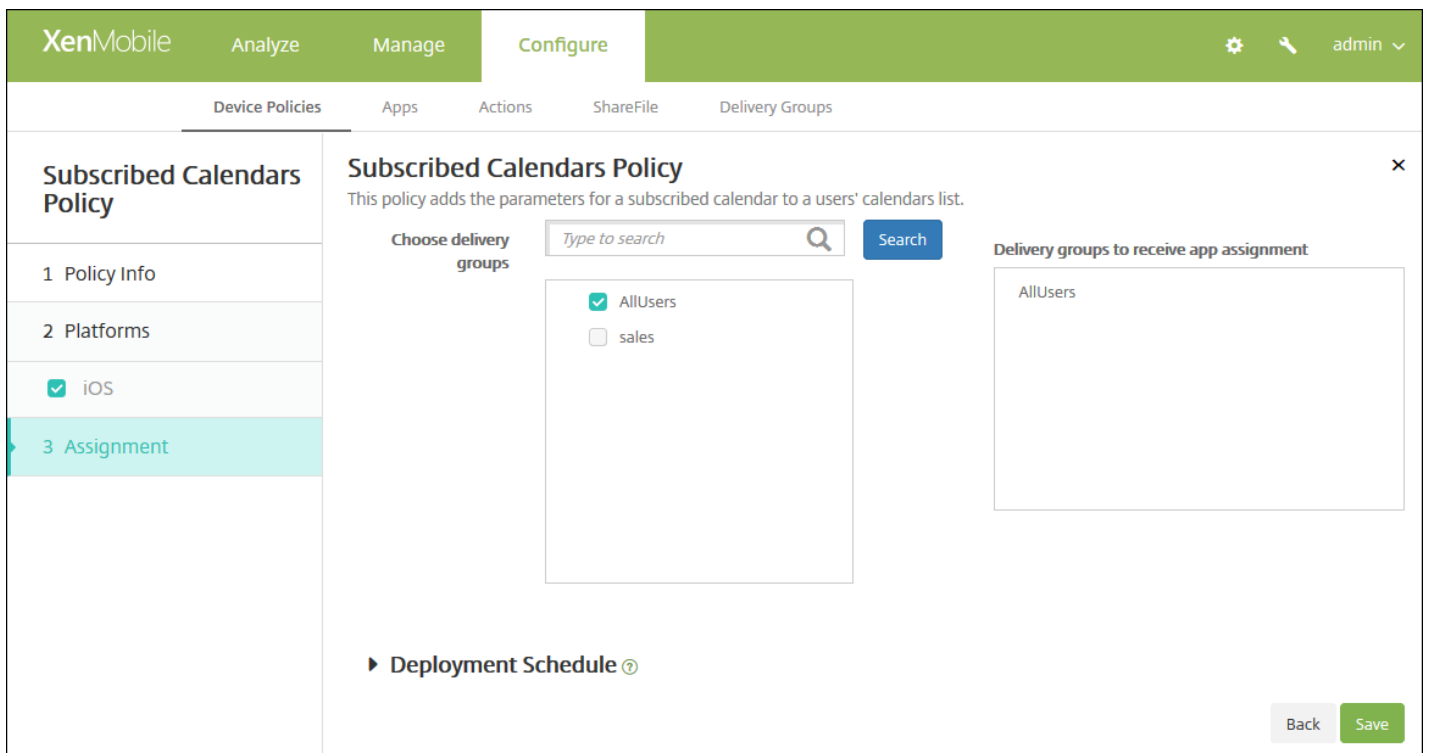 XenMobile Analyze Manage Configure admin
Device Policies Apps Actions ShareFile Delivery Groups
Subscribed Calendars
Policy
1 Policy Info
2 Platforms
iOS
3 Assignment
Subscribed Calendars Policy
This policy adds the parameters for a subscribed calendar to a users' calendars list.
Choose delivery
groups
Type to search
Search
AllUsers
sales
Delivery groups to receive app assignment
AllUsers
Deployment Schedule ?
Back Save